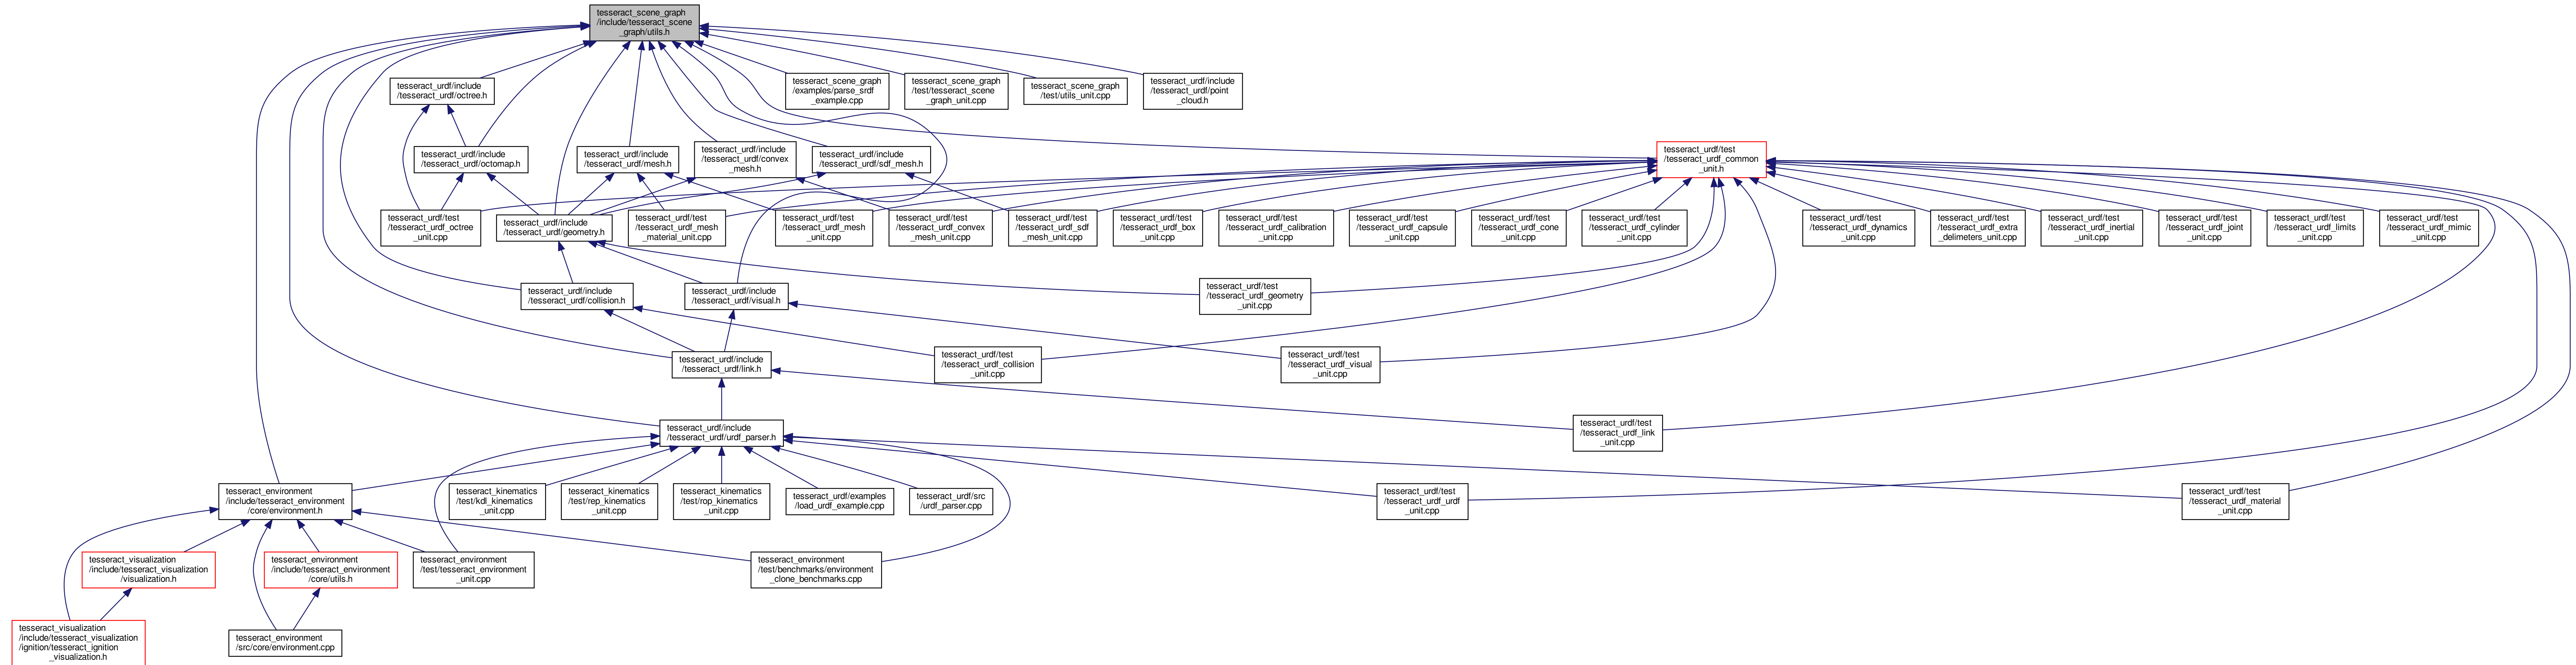 tesseract_scene_graph
/include/tesseract_scene
_graph/utils.h
tesseract_urdf/include
/tesseract_urdf/octree.h
tesseract_scene_graph
/examples/parse_srdf
_example.cpp
tesseract_scene_graph
/test/tesseract_scene
_graph_unit.cpp
tesseract_scene_graph
/test/utils_unit.cpp
tesseract_urdf/include
/tesseract_urdf/point
_cloud.h
tesseract_urdf/include
/tesseract_urdf/octomap.h
tesseract_urdf/include
/tesseract_urdf/mesh.h
tesseract_urdf/include
/tesseract_urdf/convex
_mesh.h
tesseract_urdf/include
/tesseract_urdf/sdf_mesh.h
tesseract_urdf/test
/tesseract_urdf_common
_unit.h
tesseract_urdf/test
/tesseract_urdf_octree
_unit.cpp
tesseract_urdf/include
/tesseract_urdf/geometry.h
tesseract_urdf/test
/tesseract_urdf_mesh
_material_unit.cpp
tesseract_urdf/test
/tesseract_urdf_mesh
_unit.cpp
tesseract_urdf/test
/tesseract_urdf_convex
_mesh_unit.cpp
tesseract_urdf/test
/tesseract_urdf_sdf
_mesh_unit.cpp
tesseract_urdf/test
/tesseract_urdf_box
_unit.cpp
tesseract_urdf/test
/tesseract_urdf_calibration
_unit.cpp
tesseract_urdf/test
/tesseract_urdf_capsule
_unit.cpp
tesseract_urdf/test
/tesseract_urdf_cone
_unit.cpp
tesseract_urdf/test
/tesseract_urdf_cylinder
_unit.cpp
tesseract_urdf/test
/tesseract_urdf_dynamics
_unit.cpp
tesseract_urdf/test
/tesseract_urdf_extra
_delimeters_unit.cpp
tesseract_urdf/test
/tesseract_urdf_inertial
_unit.cpp
tesseract_urdf/test
/tesseract_urdf_joint
_unit.cpp
tesseract_urdf/test
/tesseract_urdf_limits
_unit.cpp
tesseract_urdf/test
/tesseract_urdf_mimic
_unit.cpp
tesseract_urdf/include
/tesseract_urdf/collision.h
tesseract_urdf/include
/tesseract_urdf/visual.h
tesseract_urdf/test
/tesseract_urdf_geometry
_unit.cpp
tesseract_urdf/include
/tesseract_urdf/link.h
tesseract_urdf/test
/tesseract_urdf_collision
_unit.cpp
tesseract_urdf/test
/tesseract_urdf_visual
_unit.cpp
tesseract_urdf/include
/tesseract_urdf/urdf_parser.h
tesseract_urdf/test
/tesseract_urdf_link
_unit.cpp
tesseract_environment
/include/tesseract_environment
/core/environment.h
tesseract_kinematics
/test/kdl_kinematics
_unit.cpp
tesseract_kinematics
/test/rep_kinematics
_unit.cpp
tesseract_kinematics
/test/rop_kinematics
_unit.cpp
tesseract_urdf/examples
/load_urdf_example.cpp
tesseract_urdf/src
/urdf_parser.cpp
tesseract_urdf/test
/tesseract_urdf_urdf
_unit.cpp
tesseract_urdf/test
/tesseract_urdf_material
_unit.cpp
tesseract_visualization
/include/tesseract_visualization
/visualization.h
tesseract_environment
/include/tesseract_environment
/core/utils.h
tesseract_environment
/test/tesseract_environment
_unit.cpp
tesseract_environment
/test/benchmarks/environment
_clone_benchmarks.cpp
tesseract_visualization
/include/tesseract_visualization
/ignition/tesseract_ignition
_visualization.h
tesseract_environment
/src/core/environment.cpp